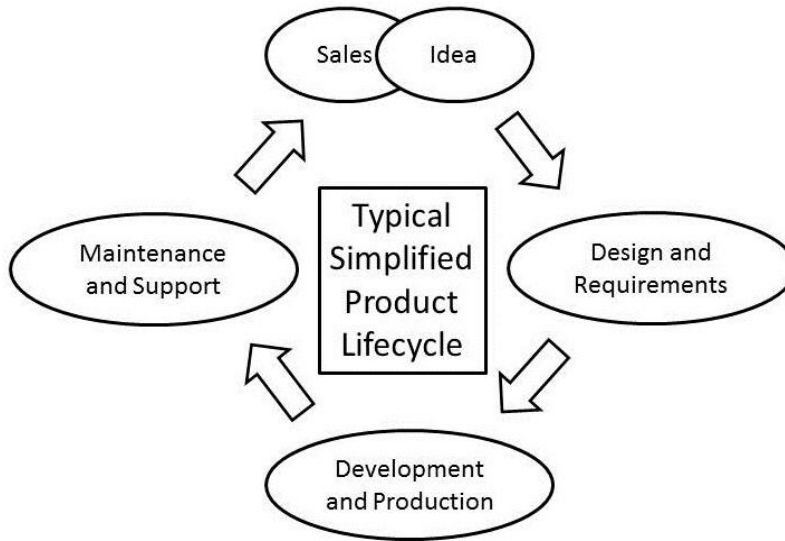 Sales
Idea
Typical
Simplified
Product
Lifecycle
Maintenance
and Support
Design and
Requirements
Development
and Production